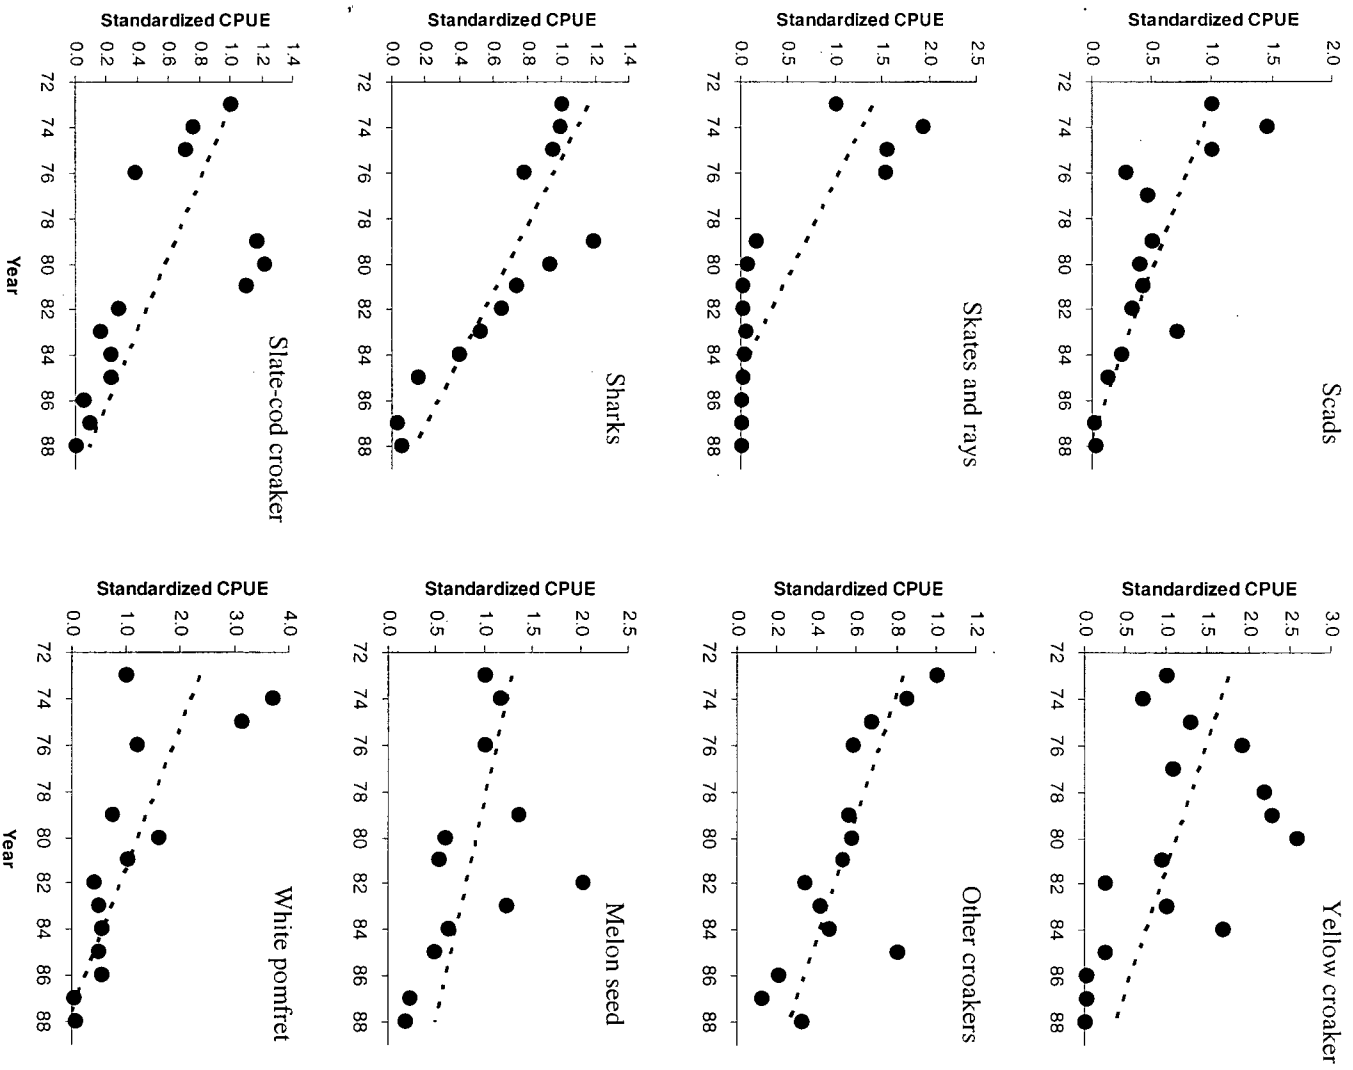 Scads
Standardized CPUE
2.0
1.5
1.0
0.5
0.0
72 74 76 78 80 82 84 86 88
Yellow croaker
Standardized CPUE
3.0
2.5
2.0
1.5
1.0
0.5
0.0
72 74 76 78 80 82 84 86 88
Skates and rays
Standardized CPUE
2.5
2.0
1.5
1.0
0.5
0.0
72 74 76 78 80 82 84 86 88
Other croakers
Standardized CPUE
1.2
1.0
0.8
0.6
0.4
0.2
0.0
72 74 76 78 80 82 84 86 88
Sharks
Standardized CPUE
1.4
1.2
1.0
0.8
0.6
0.4
0.2
0.0
72 74 76 78 80 82 84 86 88
Melon seed
Standardized CPUE
2.5
2.0
1.5
1.0
0.5
0.0
72 74 76 78 80 82 84 86 88
Slate-cod croaker
Standardized CPUE
1.4
1.2
1.0
0.8
0.6
0.4
0.2
0.0
72 74 76 78 80 82 84 86 88
Year
White pomfret
Standardized CPUE
4.0
3.0
2.0
1.0
0.0
72 74 76 78 80 82 84 86 88
Year